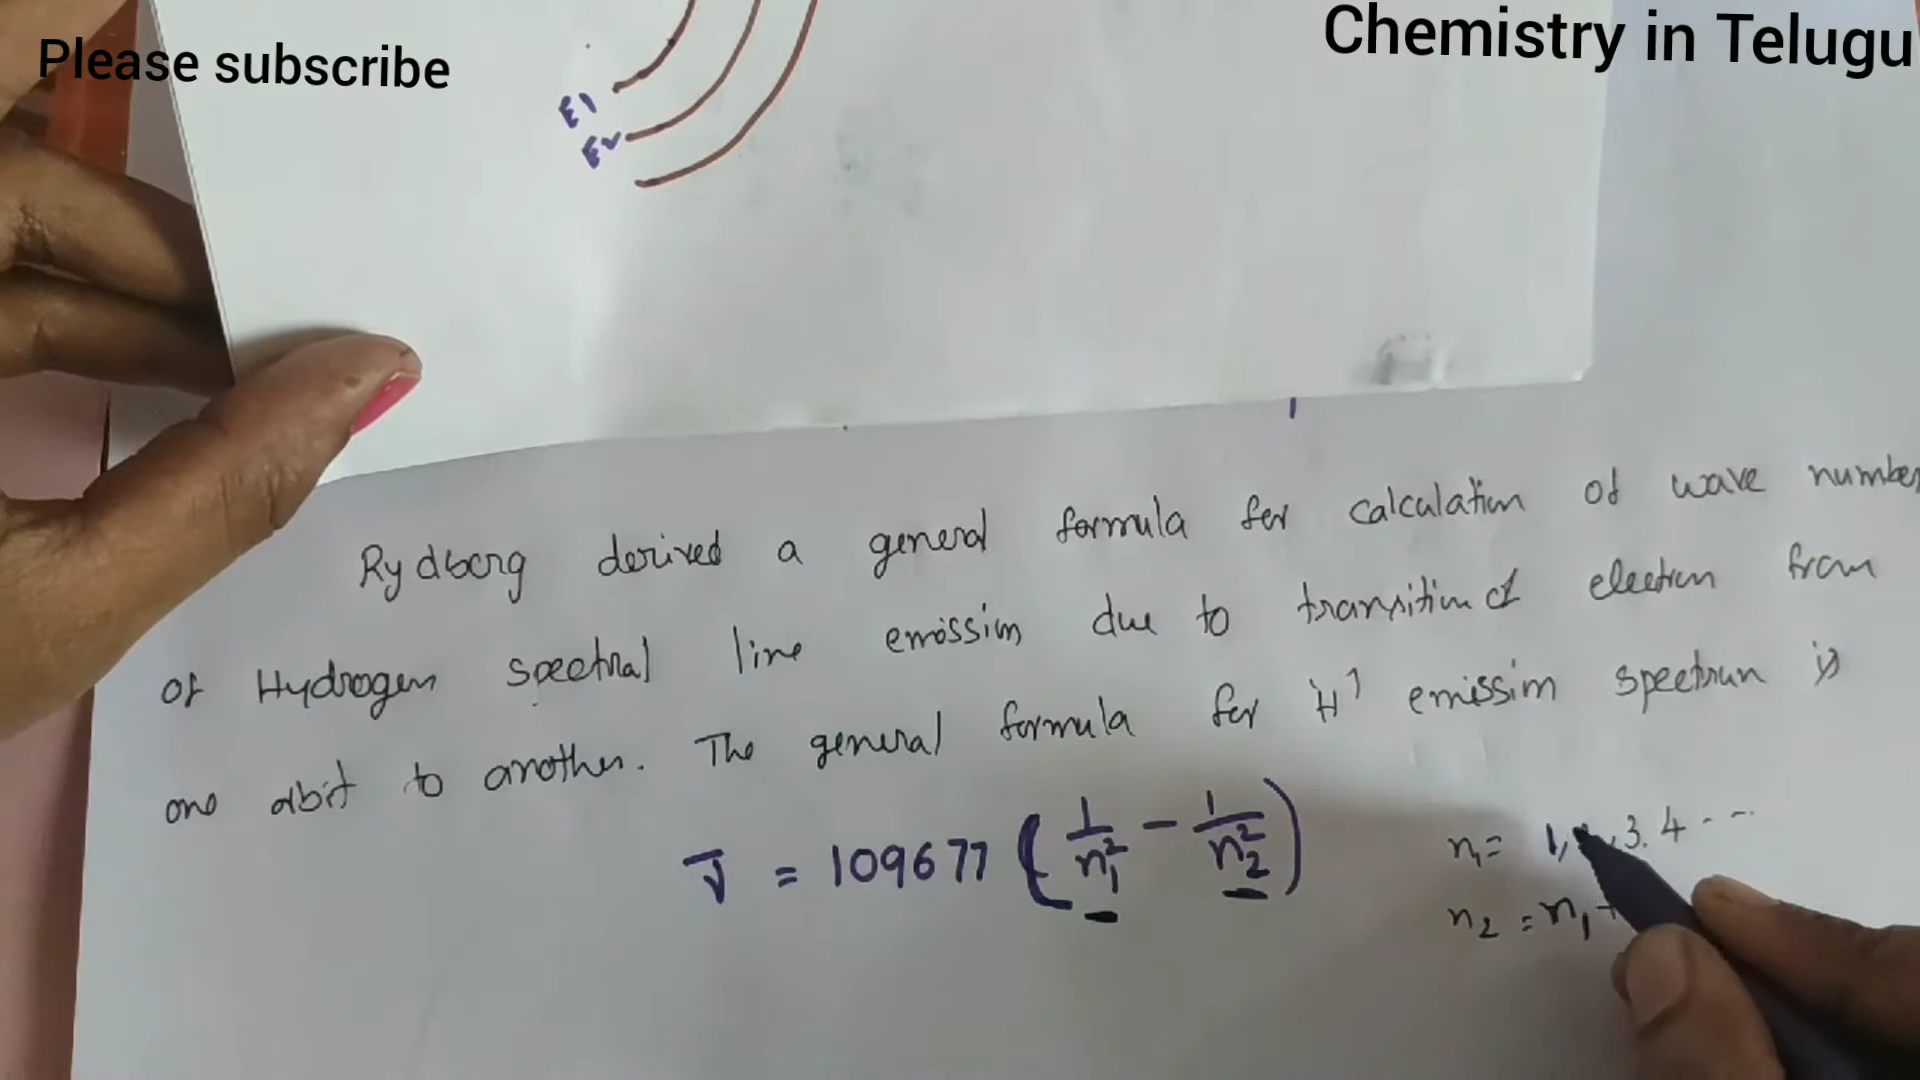 Please subscribe
Chemistry in Telugu
E1
E2
Rydberg derived a general formula for calculation of wave number
of Hydrogen spectral line emission due to transition of electron from
one orbit to another. The general formula for 'H' emission spectrum is
ν̄ = 109677 (1/n₁² − 1/n₂²)
n₁ = 1, , 3, 4 - -
n₂ = n₁ +